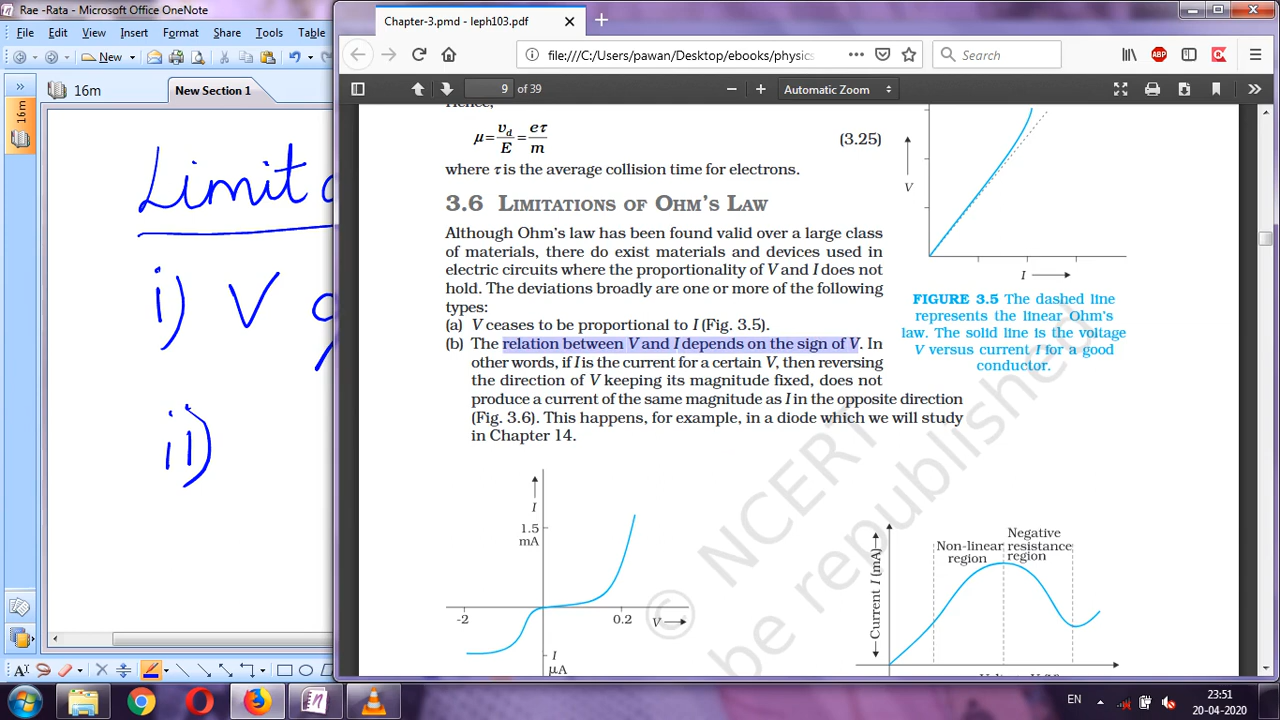 Rae -Rata - Microsoft Office OneNote
File Edit View Insert Format Share Tools Table
New
16m New Section 1
16m
Limit
i) V
ii)
Chapter-3.pmd - leph103.pdf
file:///C:/Users/pawan/Desktop/ebooks/physics
Search
ABP
9 of 39
Automatic Zoom
Hence,
μ = v_d / E = eτ / m (3.25)
where τ is the average collision time for electrons.
3.6 LIMITATIONS OF OHM'S LAW
Although Ohm's law has been found valid over a large class
of materials, there do exist materials and devices used in
electric circuits where the proportionality of V and I does not
hold. The deviations broadly are one or more of the following
types:
(a) V ceases to be proportional to I (Fig. 3.5).
(b) The relation between V and I depends on the sign of V. In
other words, if I is the current for a certain V, then reversing
the direction of V keeping its magnitude fixed, does not
produce a current of the same magnitude as I in the opposite direction
(Fig. 3.6). This happens, for example, in a diode which we will study
in Chapter 14.
V
I
FIGURE 3.5 The dashed line
represents the linear Ohm's
law. The solid line is the voltage
V versus current I for a good
conductor.
I
1.5
mA
-2
0.2
V
I
μA
Current I (mA)
Non-linear
region
Negative
resistance
region
© NCERT
be republished
EN
23:51
20-04-2020